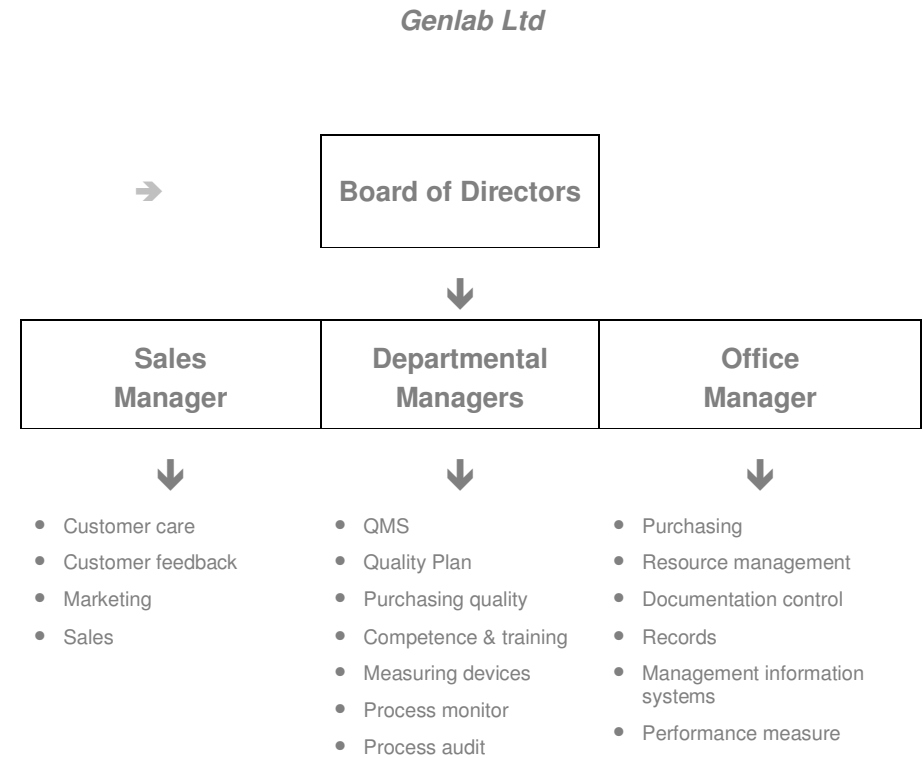 Genlab Ltd
Board of Directors
Sales
Manager
Departmental
Managers
Office
Manager
• Customer care
• Customer feedback
• Marketing
• Sales
• QMS
• Quality Plan
• Purchasing quality
• Competence & training
• Measuring devices
• Process monitor
• Process audit
• Purchasing
• Resource management
• Documentation control
• Records
• Management information
systems
• Performance measure